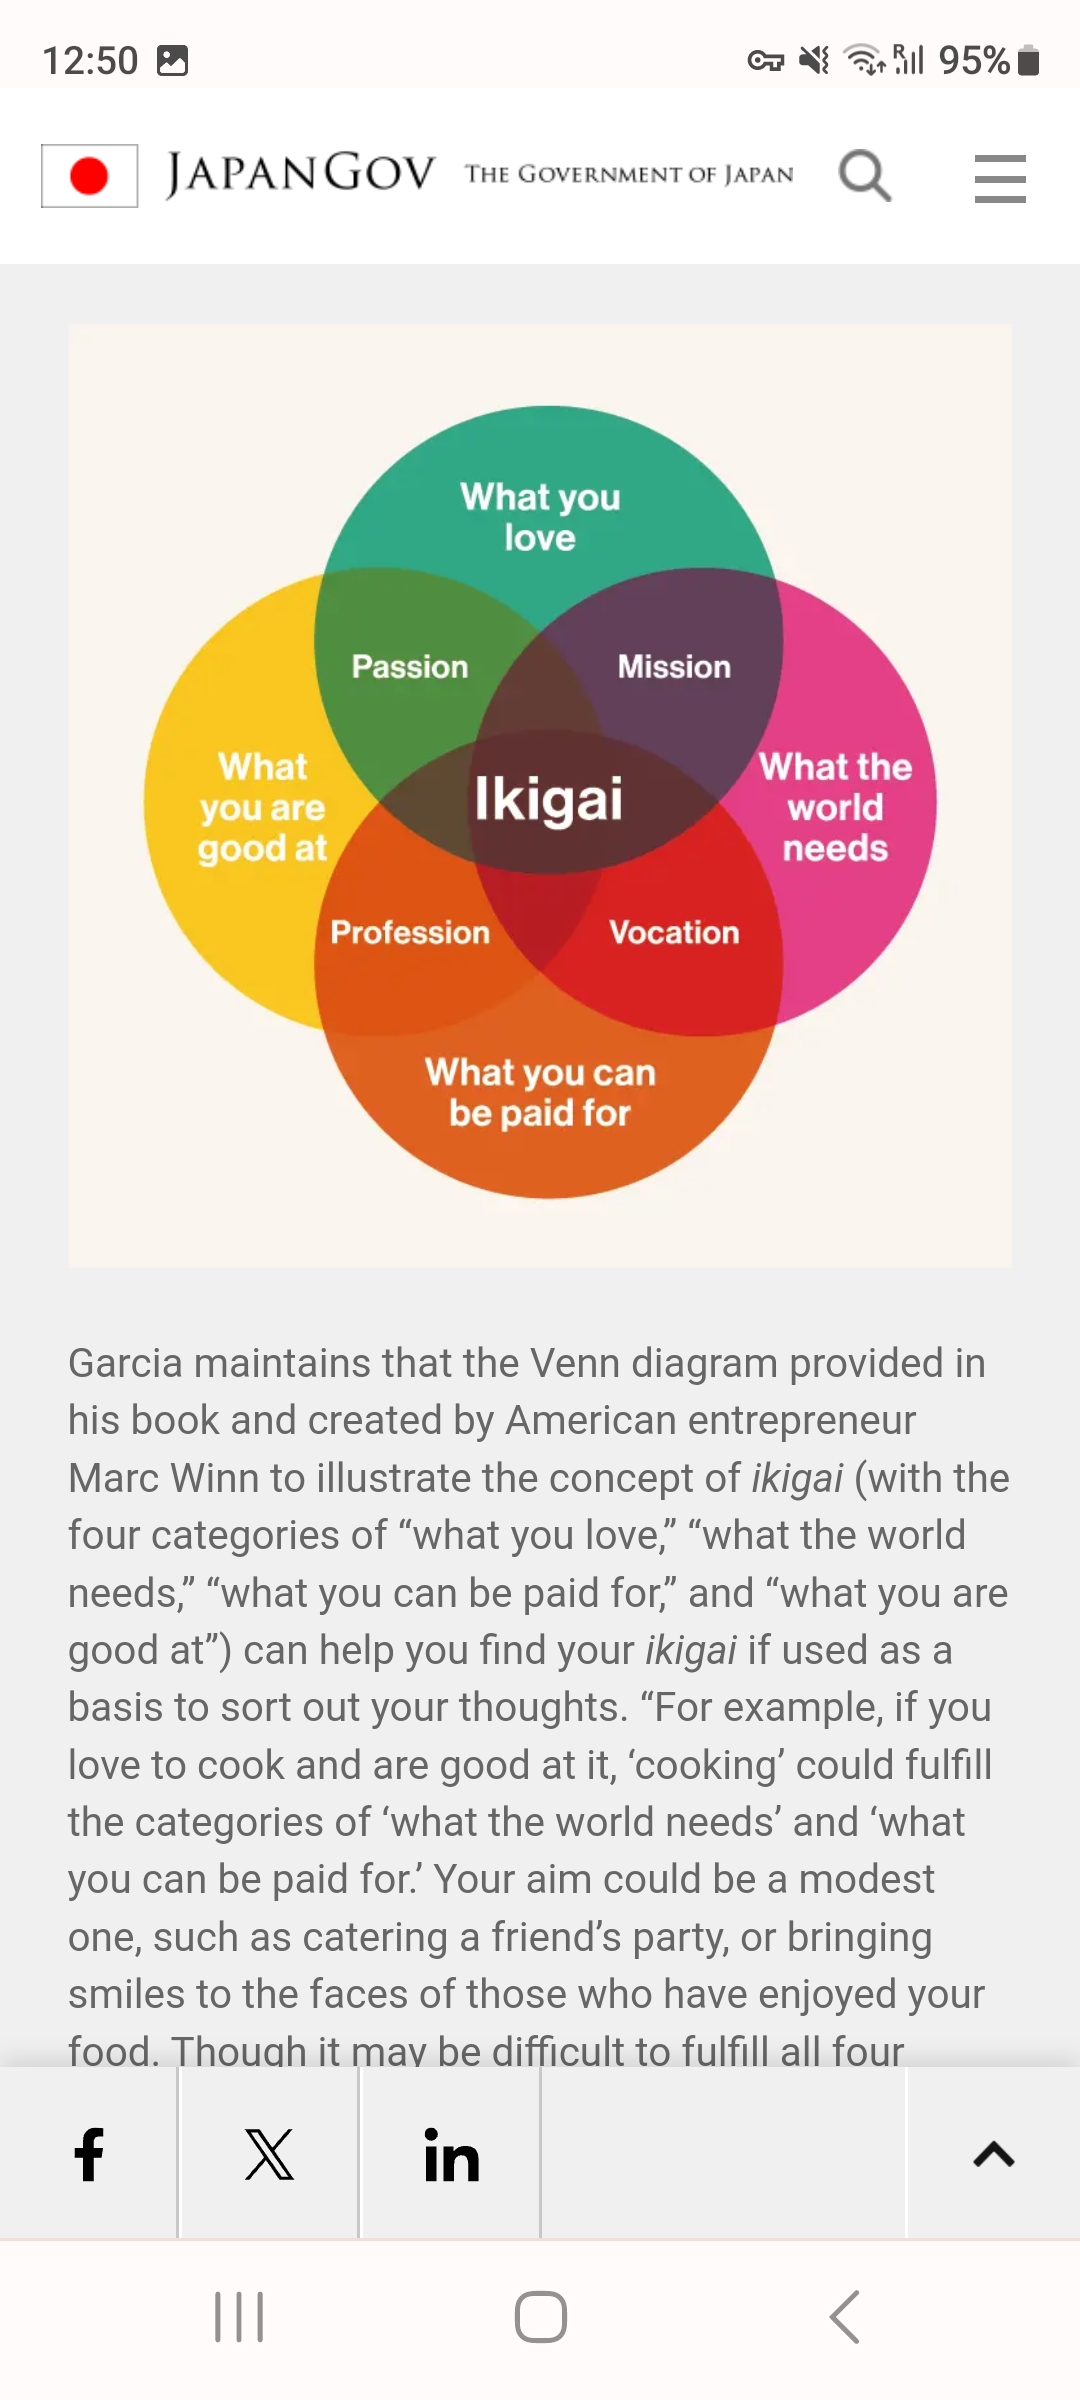 12:50
R
95%
JAPANGOV THE GOVERNMENT OF JAPAN
What you
love
Passion
Mission
What
you are
good at
Ikigai
What the
world
needs
Profession
Vocation
What you can
be paid for
Garcia maintains that the Venn diagram provided in
his book and created by American entrepreneur
Marc Winn to illustrate the concept of ikigai (with the
four categories of “what you love,” “what the world
needs,” “what you can be paid for,” and “what you are
good at”) can help you find your ikigai if used as a
basis to sort out your thoughts. “For example, if you
love to cook and are good at it, ‘cooking’ could fulfill
the categories of ‘what the world needs’ and ‘what
you can be paid for.’ Your aim could be a modest
one, such as catering a friend’s party, or bringing
smiles to the faces of those who have enjoyed your
food. Though it may be difficult to fulfill all four
f X in